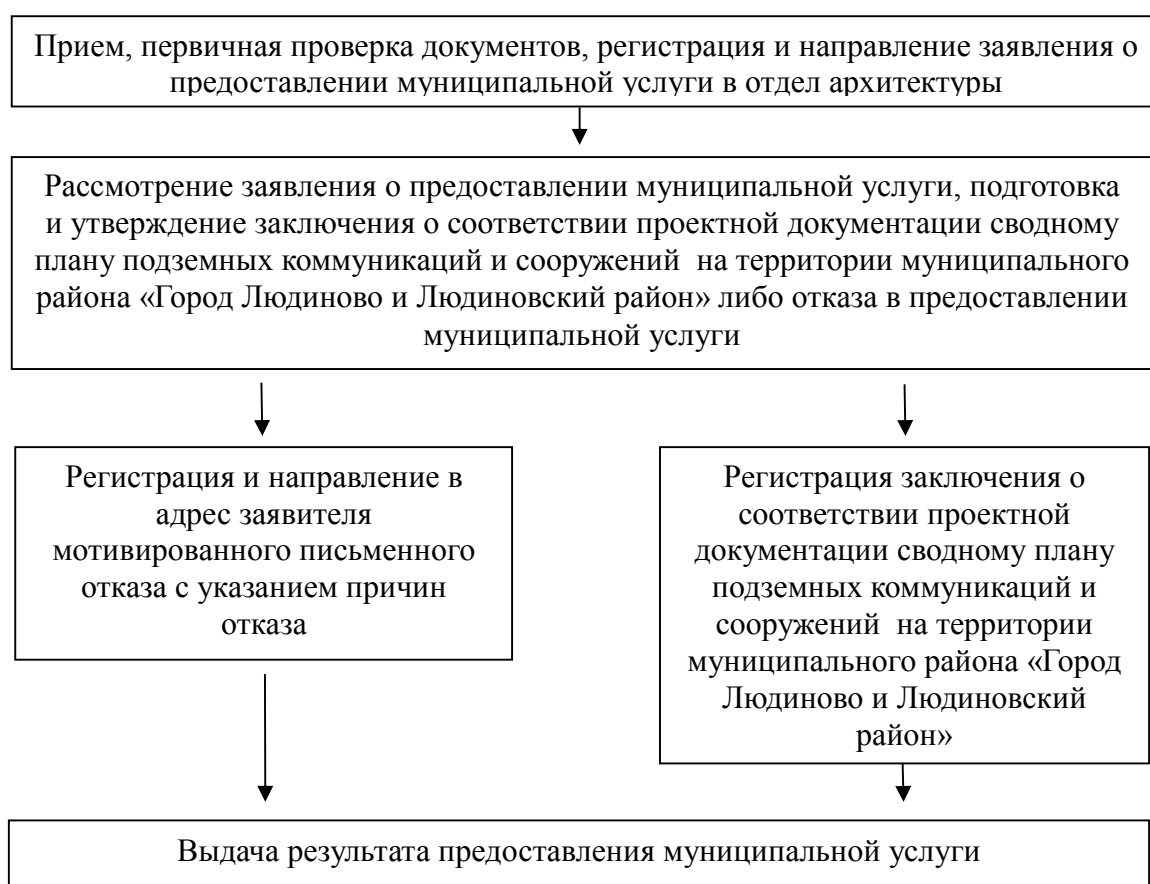 Прием, первичная проверка документов, регистрация и направление заявления о
предоставлении муниципальной услуги в отдел архитектуры
Рассмотрение заявления о предоставлении муниципальной услуги, подготовка
и утверждение заключения о соответствии проектной документации сводному
плану подземных коммуникаций и сооружений на территории муниципального
района «Город Людиново и Людиновский район» либо отказа в предоставлении
муниципальной услуги
Регистрация и направление в
адрес заявителя
мотивированного письменного
отказа с указанием причин
отказа
Регистрация заключения о
соответствии проектной
документации сводному плану
подземных коммуникаций и
сооружений на территории
муниципального района «Город
Людиново и Людиновский
район»
Выдача результата предоставления муниципальной услуги